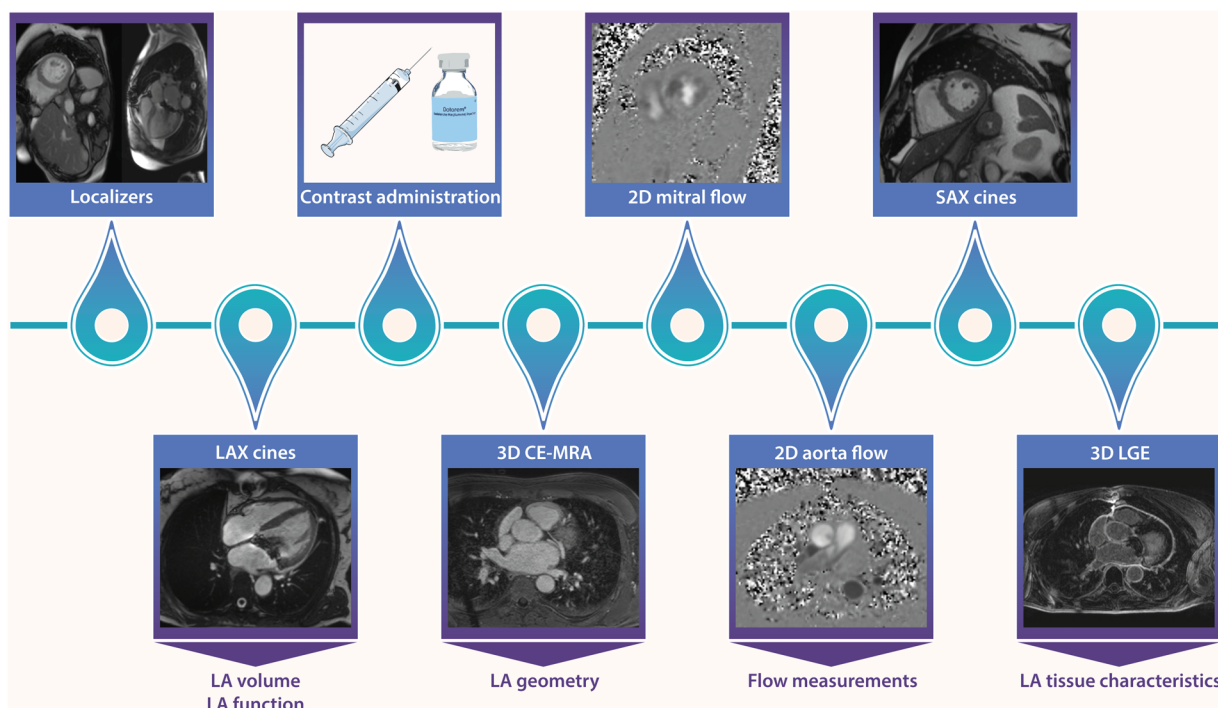 Localizers
Contrast administration
2D mitral flow
SAX cines
Dotarem®
LAX cines
3D CE-MRA
2D aorta flow
3D LGE
LA volume
LA function
LA geometry
Flow measurements
LA tissue characteristics